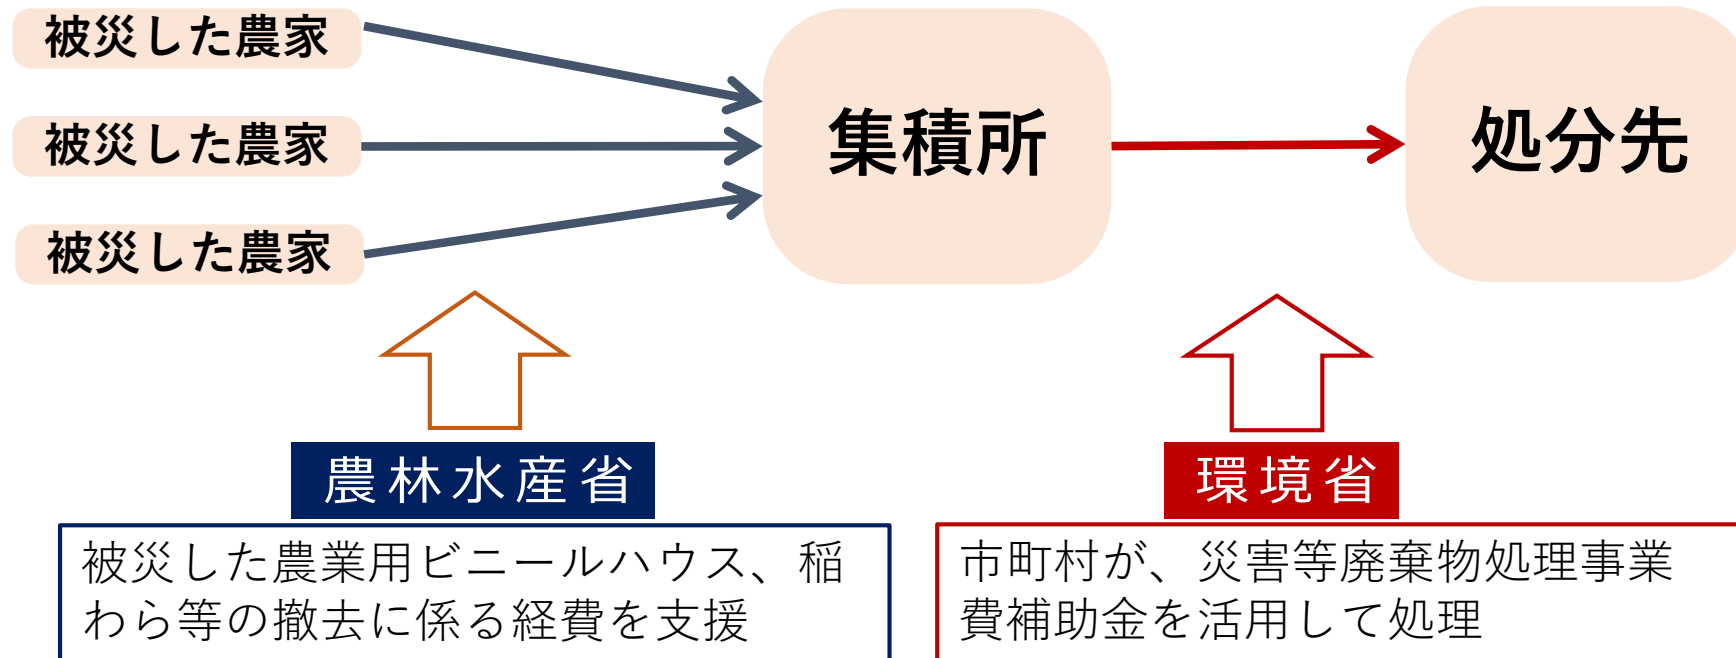 被災した農家
被災した農家
被災した農家
集積所
処分先
農林水産省
被災した農業用ビニールハウス、稲
わら等の撤去に係る経費を支援
環境省
市町村が、災害等廃棄物処理事業
費補助金を活用して処理